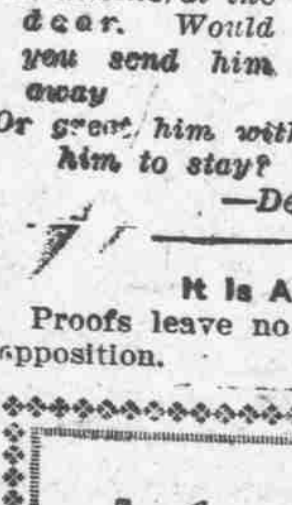 dear. Would
you send him
away
Or great him with
him to stay?
—De
It Is A
Proofs leave no
opposition.